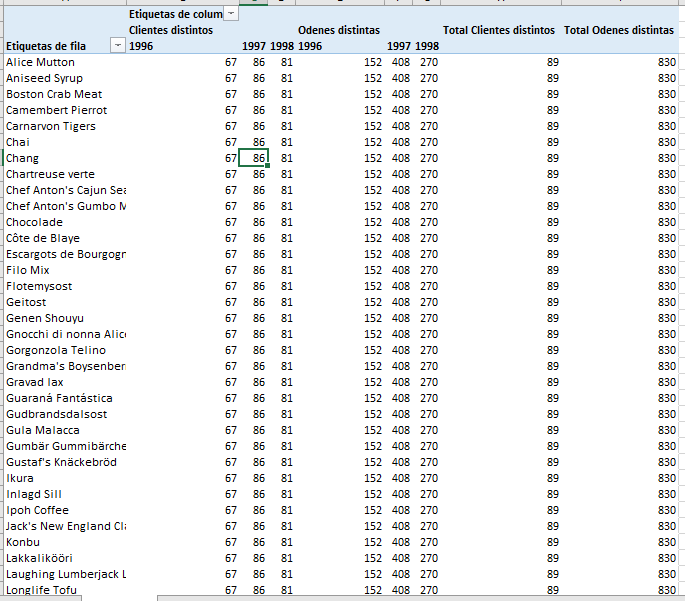 Etiquetas de colum
Clientes distintos Odenes distintas Total Clientes distintos Total Odenes distintas
Etiquetas de fila 1996 1997 1998 1996 1997 1998
Alice Mutton 67 86 81 152 408 270 89 830
Aniseed Syrup 67 86 81 152 408 270 89 830
Boston Crab Meat 67 86 81 152 408 270 89 830
Camembert Pierrot 67 86 81 152 408 270 89 830
Carnarvon Tigers 67 86 81 152 408 270 89 830
Chai 67 86 81 152 408 270 89 830
Chang 67 86 81 152 408 270 89 830
Chartreuse verte 67 86 81 152 408 270 89 830
Chef Anton's Cajun Sea 67 86 81 152 408 270 89 830
Chef Anton's Gumbo M 67 86 81 152 408 270 89 830
Chocolade 67 86 81 152 408 270 89 830
Côte de Blaye 67 86 81 152 408 270 89 830
Escargots de Bourgogn 67 86 81 152 408 270 89 830
Filo Mix 67 86 81 152 408 270 89 830
Flotemysost 67 86 81 152 408 270 89 830
Geitost 67 86 81 152 408 270 89 830
Genen Shouyu 67 86 81 152 408 270 89 830
Gnocchi di nonna Alice 67 86 81 152 408 270 89 830
Gorgonzola Telino 67 86 81 152 408 270 89 830
Grandma's Boysenber 67 86 81 152 408 270 89 830
Gravad lax 67 86 81 152 408 270 89 830
Guaraná Fantástica 67 86 81 152 408 270 89 830
Gudbrandsdalsost 67 86 81 152 408 270 89 830
Gula Malacca 67 86 81 152 408 270 89 830
Gumbär Gummibärche 67 86 81 152 408 270 89 830
Gustaf's Knäckebröd 67 86 81 152 408 270 89 830
Ikura 67 86 81 152 408 270 89 830
Inlagd Sill 67 86 81 152 408 270 89 830
Ipoh Coffee 67 86 81 152 408 270 89 830
Jack's New England Cla 67 86 81 152 408 270 89 830
Konbu 67 86 81 152 408 270 89 830
Lakkalikööri 67 86 81 152 408 270 89 830
Laughing Lumberjack L 67 86 81 152 408 270 89 830
Longlife Tofu 67 86 81 152 408 270 89 830